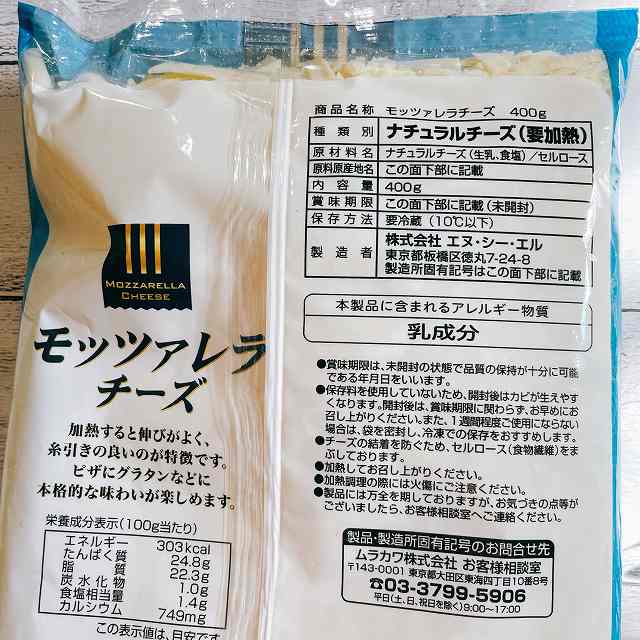 MOZZARELLA
CHEESE
モッツァレラ
チーズ
加熱すると伸びがよく、
糸引きの良いのが特徴です。
ピザにグラタンなどに
本格的な味わいが楽しめます。
栄養成分表示(100g当たり)
エネルギー 303kcal
たんぱく質 24.8g
脂質 22.3g
炭水化物 1.0g
食塩相当量 1.4g
カルシウム 749mg
この表示値は、目安です
商品名称 モッツァレラチーズ 400g
種類別 ナチュラルチーズ(要加熱)
原材料名 ナチュラルチーズ(生乳、食塩)/セルロース
原料原産地名 この面下部に記載
内容量 400g
賞味期限 この面下部に記載(未開封)
保存方法 要冷蔵(10℃以下)
製造者 株式会社 エヌ・シー・エル
東京都板橋区徳丸7-24-8
製造所固有記号はこの面下部に記載
本製品に含まれるアレルギー物質
乳成分
●賞味期限は、未開封の状態で品質の保持が十分に可能
である年月日をいいます。
●保存料を使用していないため、開封後はカビが生えやす
くなります。開封後は、賞味期限に関わらず、お早めにお
召し上がりください。また、1週間程度ご使用にならない
場合は、袋を密封し、冷凍での保存をおすすめします。
●チーズの結着を防ぐため、セルロース(食物繊維)をま
ぶしております。
●加熱してお召し上がりください。
●加熱調理の際には火傷にご注意ください。
●製品には万全を期しておりますが、お気づきの点等が
ございましたら、お客様相談室へご連絡ください。
製品・製造所固有記号のお問合せ先
ムラカワ株式会社 お客様相談室
〒143-0001 東京都大田区東海四丁目10番8号
☎03-3799-5906
平日(土、日、祝日を除く)9:00〜17:00